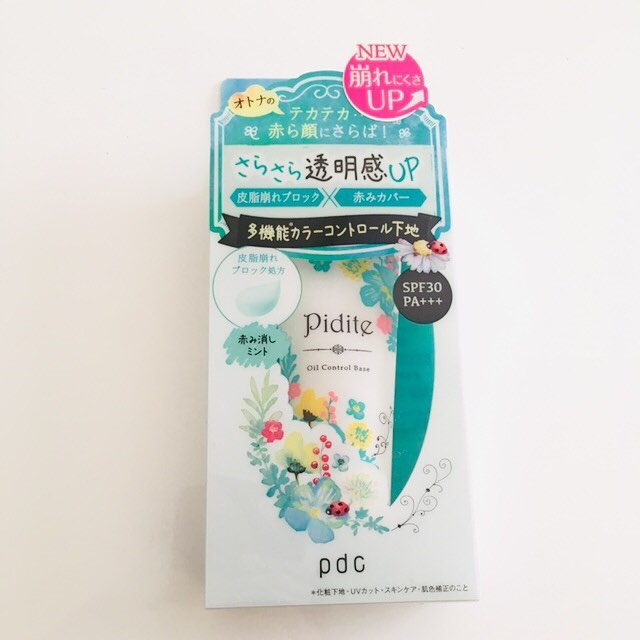 NEW
崩れにくさ
UP
オトナの
テカテカ・
赤ら顔にさらば！
さらさら透明感UP
皮脂崩れブロック×赤みカバー
多機能*カラーコントロール下地
皮脂崩れ
ブロック処方
SPF30
PA+++
赤み消し
ミント
Pidite
Oil Control Base
pdc
*化粧下地・UVカット・スキンケア・肌色補正のこと